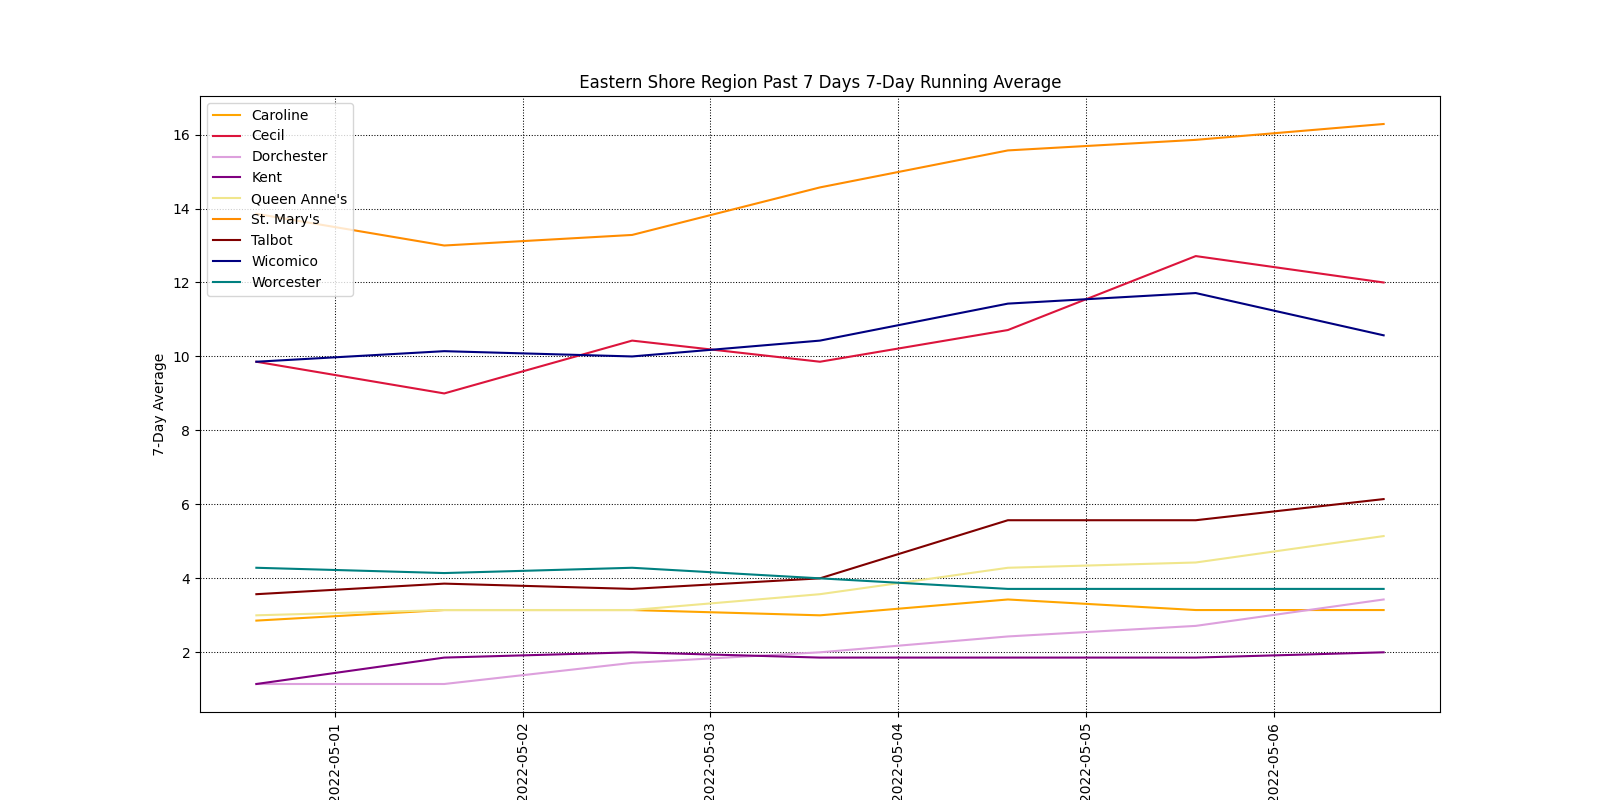 Eastern Shore Region Past 7 Days 7-Day Running Average
Caroline
Cecil
Dorchester
Kent
Queen Anne's
St. Mary's
Talbot
Wicomico
Worcester
7-Day Average
16
14
12
10
8
6
4
2
2022-05-01
2022-05-02
2022-05-03
2022-05-04
2022-05-05
2022-05-06